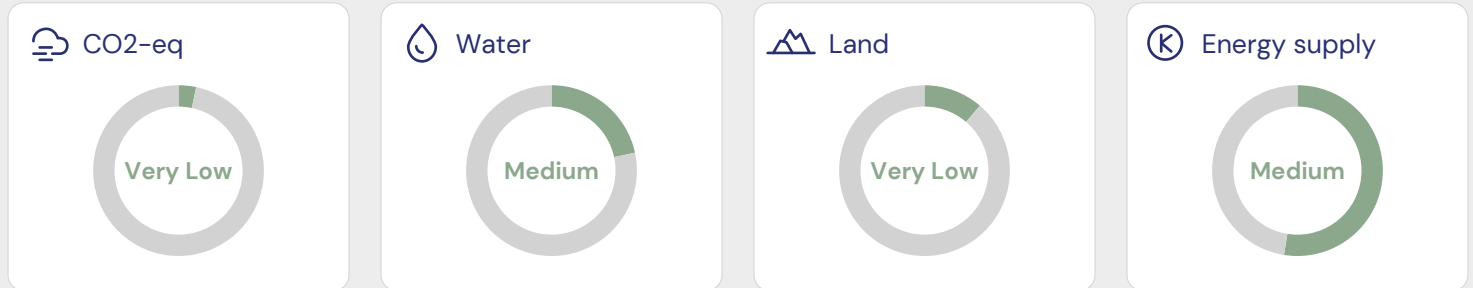 CO2-eq
Very Low
Water
Medium
Land
Very Low
Energy supply
Medium